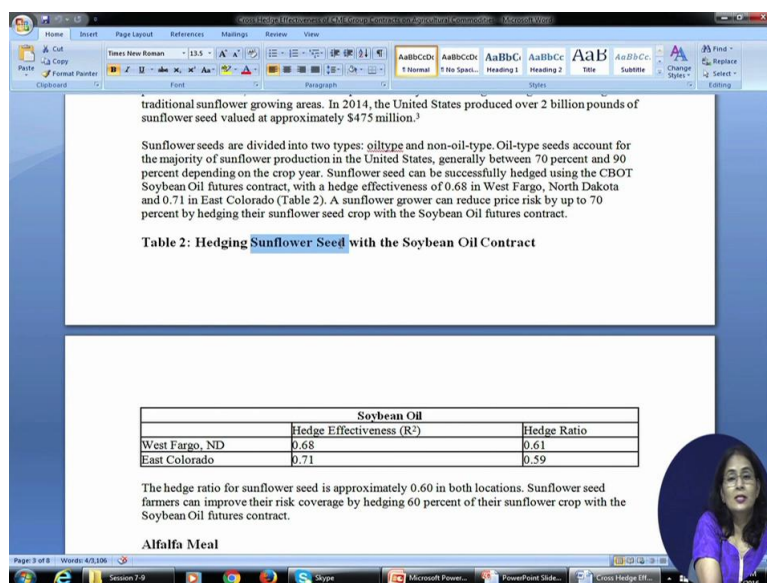 Cross Hedge Effectiveness of CME Group Contracts on Agricultural Commodities - Microsoft Word
Home Insert Page Layout References Mailings Review View
Cut
Copy
Format Painter
Paste
Clipboard
Times New Roman 13.5
Font
Paragraph
AaBbCcDc AaBbCcDc AaBbC AaBbCc AaB AaBbCc.
¶ Normal ¶ No Spaci... Heading 1 Heading 2 Title Subtitle
Change Styles
Styles
Find
Replace
Select
Editing
traditional sunflower growing areas. In 2014, the United States produced over 2 billion pounds of
sunflower seed valued at approximately $475 million.³
Sunflower seeds are divided into two types: oiltype and non-oil-type. Oil-type seeds account for
the majority of sunflower production in the United States, generally between 70 percent and 90
percent depending on the crop year. Sunflower seed can be successfully hedged using the CBOT
Soybean Oil futures contract, with a hedge effectiveness of 0.68 in West Fargo, North Dakota
and 0.71 in East Colorado (Table 2). A sunflower grower can reduce price risk by up to 70
percent by hedging their sunflower seed crop with the Soybean Oil futures contract.
Table 2: Hedging Sunflower Seed with the Soybean Oil Contract
Soybean Oil
Hedge Effectiveness (R²) Hedge Ratio
West Fargo, ND 0.68 0.61
East Colorado 0.71 0.59
The hedge ratio for sunflower seed is approximately 0.60 in both locations. Sunflower seed
farmers can improve their risk coverage by hedging 60 percent of their sunflower crop with the
Soybean Oil futures contract.
Alfalfa Meal
Page: 3 of 8 Words: 4/3,106
Session 7-9 Skype Microsoft Power... PowerPoint Slide... Cross Hedge Eff...